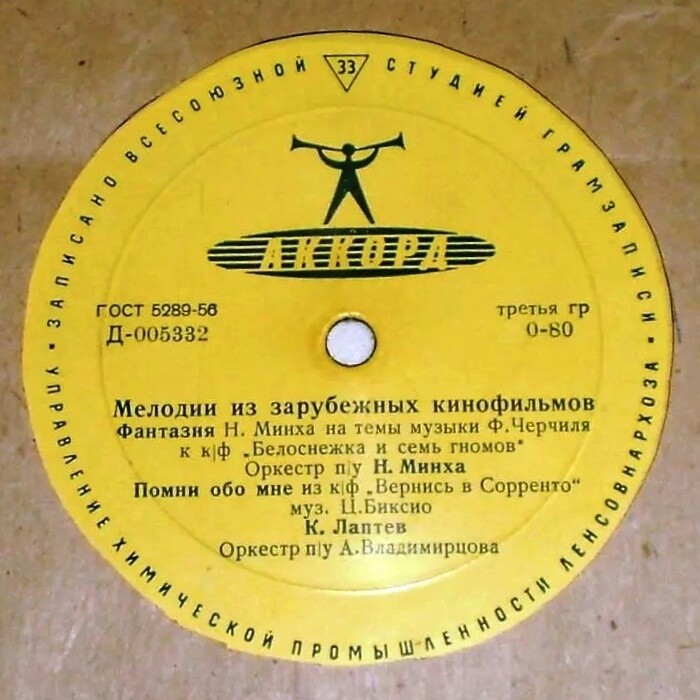 ЗАПИСАНО ВСЕСОЮЗНОЙ СТУДИЕЙ ГРАМЗАПИСИ
33
АККОРД
ГОСТ 5289-56
третья гр
Д-005332
0-80
Мелодии из зарубежных кинофильмов
Фантазия Н. Минха на темы музыки Ф.Черчиля
к к/ф „Белоснежка и семь гномов"
Оркестр п/у Н. Минха
Помни обо мне из к/ф „Вернись в Сорренто"
муз. Ц.Биксио
К. Лаптев
Оркестр п/у А.Владимирцова
УПРАВЛЕНИЕ ХИМИЧЕСКОЙ ПРОМЫШЛЕННОСТИ ЛЕНСОВНАРХОЗА